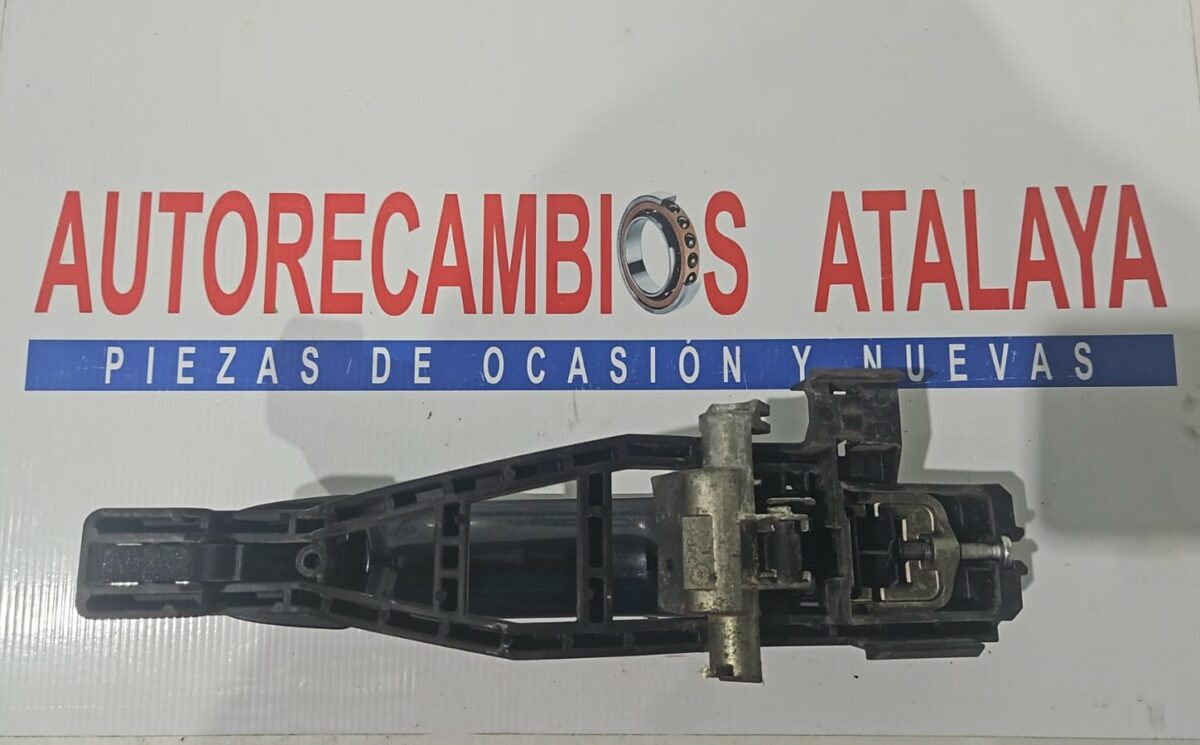 AUTORECAMBIOS ATALAYA
PIEZAS DE OCASIÓN Y NUEVAS